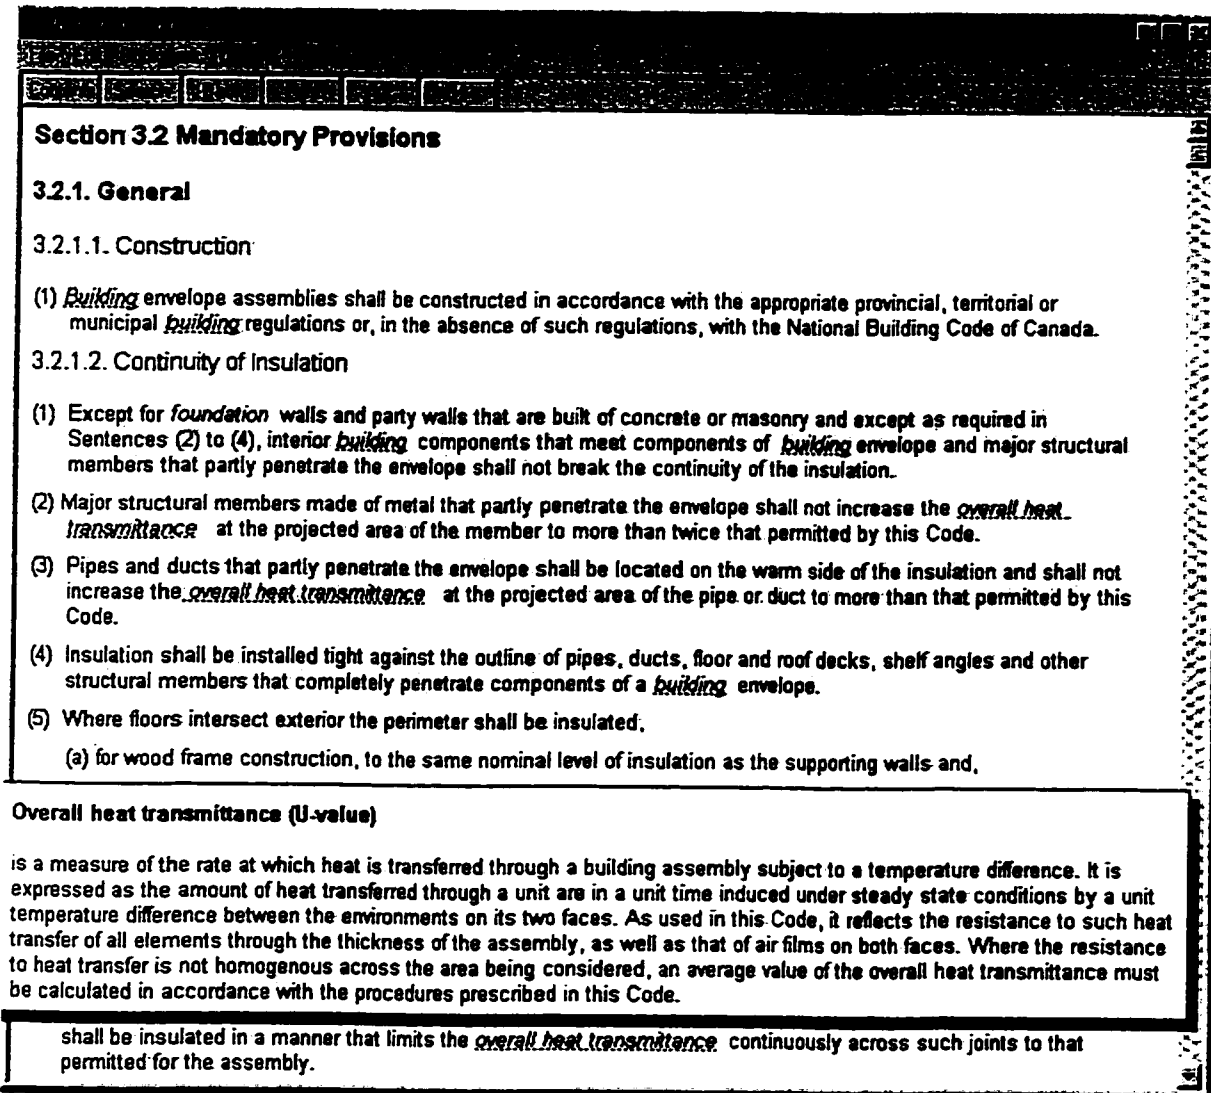 Section 3.2 Mandatory Provisions
3.2.1. General
3.2.1.1. Construction
(1) Building envelope assemblies shall be constructed in accordance with the appropriate provincial, territorial or
municipal building regulations or, in the absence of such regulations, with the National Building Code of Canada.
3.2.1.2. Continuity of Insulation
(1) Except for foundation walls and party walls that are built of concrete or masonry and except as required in
Sentences (2) to (4), interior building components that meet components of building envelope and major structural
members that partly penetrate the envelope shall not break the continuity of the insulation.
(2) Major structural members made of metal that partly penetrate the envelope shall not increase the overall heat
transmittance at the projected area of the member to more than twice that permitted by this Code.
(3) Pipes and ducts that partly penetrate the envelope shall be located on the warm side of the insulation and shall not
increase the overall heat transmittance at the projected area of the pipe or duct to more than that permitted by this
Code.
(4) Insulation shall be installed tight against the outline of pipes, ducts, floor and roof decks, shelf angles and other
structural members that completely penetrate components of a building envelope.
(5) Where floors intersect exterior the perimeter shall be insulated,
(a) for wood frame construction, to the same nominal level of insulation as the supporting walls and,
Overall heat transmittance (U-value)
is a measure of the rate at which heat is transferred through a building assembly subject to a temperature difference. It is
expressed as the amount of heat transferred through a unit are in a unit time induced under steady state conditions by a unit
temperature difference between the environments on its two faces. As used in this Code, it reflects the resistance to such heat
transfer of all elements through the thickness of the assembly, as well as that of air films on both faces. Where the resistance
to heat transfer is not homogenous across the area being considered, an average value of the overall heat transmittance must
be calculated in accordance with the procedures prescribed in this Code.
shall be insulated in a manner that limits the overall heat transmittance continuously across such joints to that
permitted for the assembly.